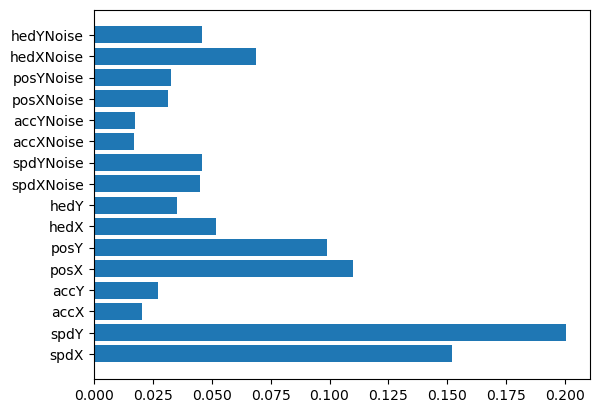 hedYNoise
hedXNoise
posYNoise
posXNoise
accYNoise
accXNoise
spdYNoise
spdXNoise
hedY
hedX
posY
posX
accY
accX
spdY
spdX
0.000 0.025 0.050 0.075 0.100 0.125 0.150 0.175 0.200